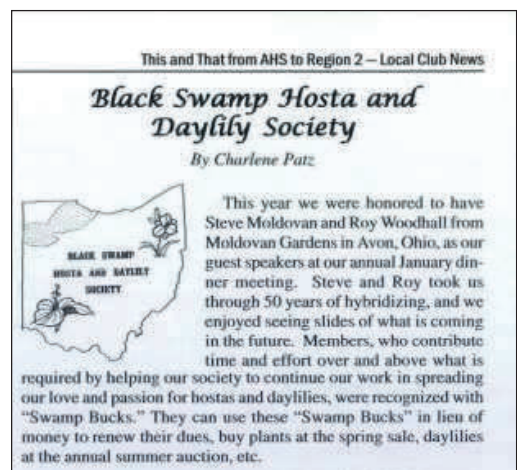 This and That from AHS to Region 2 — Local Club News
Black Swamp Hosta and
Daylily Society
By Charlene Patz
BLACK SWAMP
HOSTA AND DAYLILY
SOCIETY
This year we were honored to have
Steve Moldovan and Roy Woodhall from
Moldovan Gardens in Avon, Ohio, as our
guest speakers at our annual January din-
ner meeting. Steve and Roy took us
through 50 years of hybridizing, and we
enjoyed seeing slides of what is coming
in the future. Members, who contribute
time and effort over and above what is
required by helping our society to continue our work in spreading
our love and passion for hostas and daylilies, were recognized with
“Swamp Bucks.” They can use these “Swamp Bucks” in lieu of
money to renew their dues, buy plants at the spring sale, daylilies
at the annual summer auction, etc.